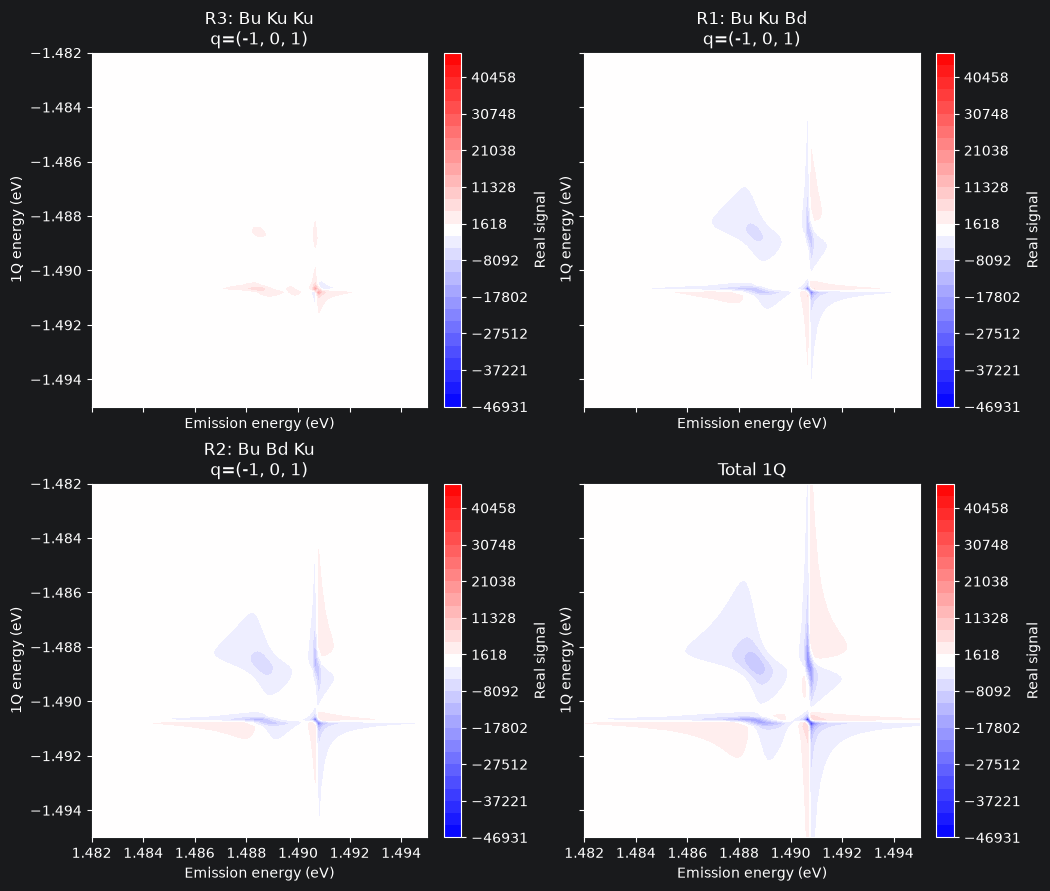 R3: Bu Ku Ku
q=(-1, 0, 1)
−1.482
−1.484
−1.486
−1.488
−1.490
−1.492
−1.494
1Q energy (eV)
Emission energy (eV)
40458
30748
21038
11328
1618
−8092
−17802
−27512
−37221
−46931
Real signal
R1: Bu Ku Bd
q=(-1, 0, 1)
1Q energy (eV)
Emission energy (eV)
40458
30748
21038
11328
1618
−8092
−17802
−27512
−37221
−46931
Real signal
R2: Bu Bd Ku
q=(-1, 0, 1)
−1.482
−1.484
−1.486
−1.488
−1.490
−1.492
−1.494
1Q energy (eV)
1.482 1.484 1.486 1.488 1.490 1.492 1.494
Emission energy (eV)
40458
30748
21038
11328
1618
−8092
−17802
−27512
−37221
−46931
Real signal
Total 1Q
1Q energy (eV)
1.482 1.484 1.486 1.488 1.490 1.492 1.494
Emission energy (eV)
40458
30748
21038
11328
1618
−8092
−17802
−27512
−37221
−46931
Real signal